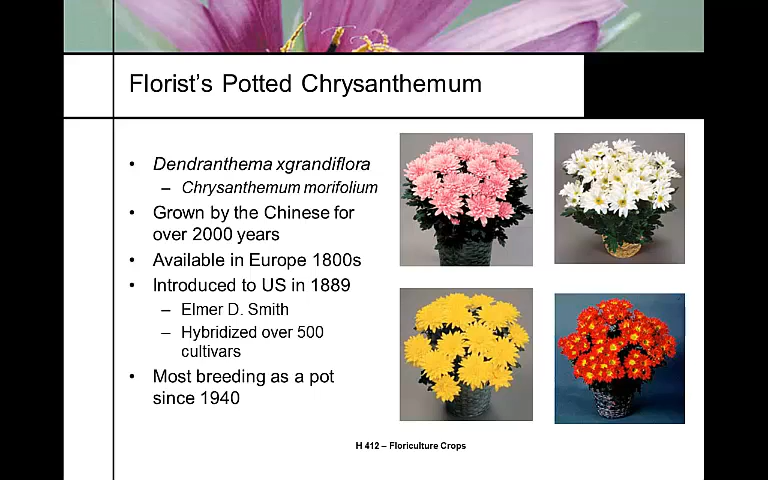 Florist's Potted Chrysanthemum
• Dendranthema xgrandiflora
– Chrysanthemum morifolium
• Grown by the Chinese for
over 2000 years
• Available in Europe 1800s
• Introduced to US in 1889
– Elmer D. Smith
– Hybridized over 500
cultivars
• Most breeding as a pot
since 1940
H 412 – Floriculture Crops